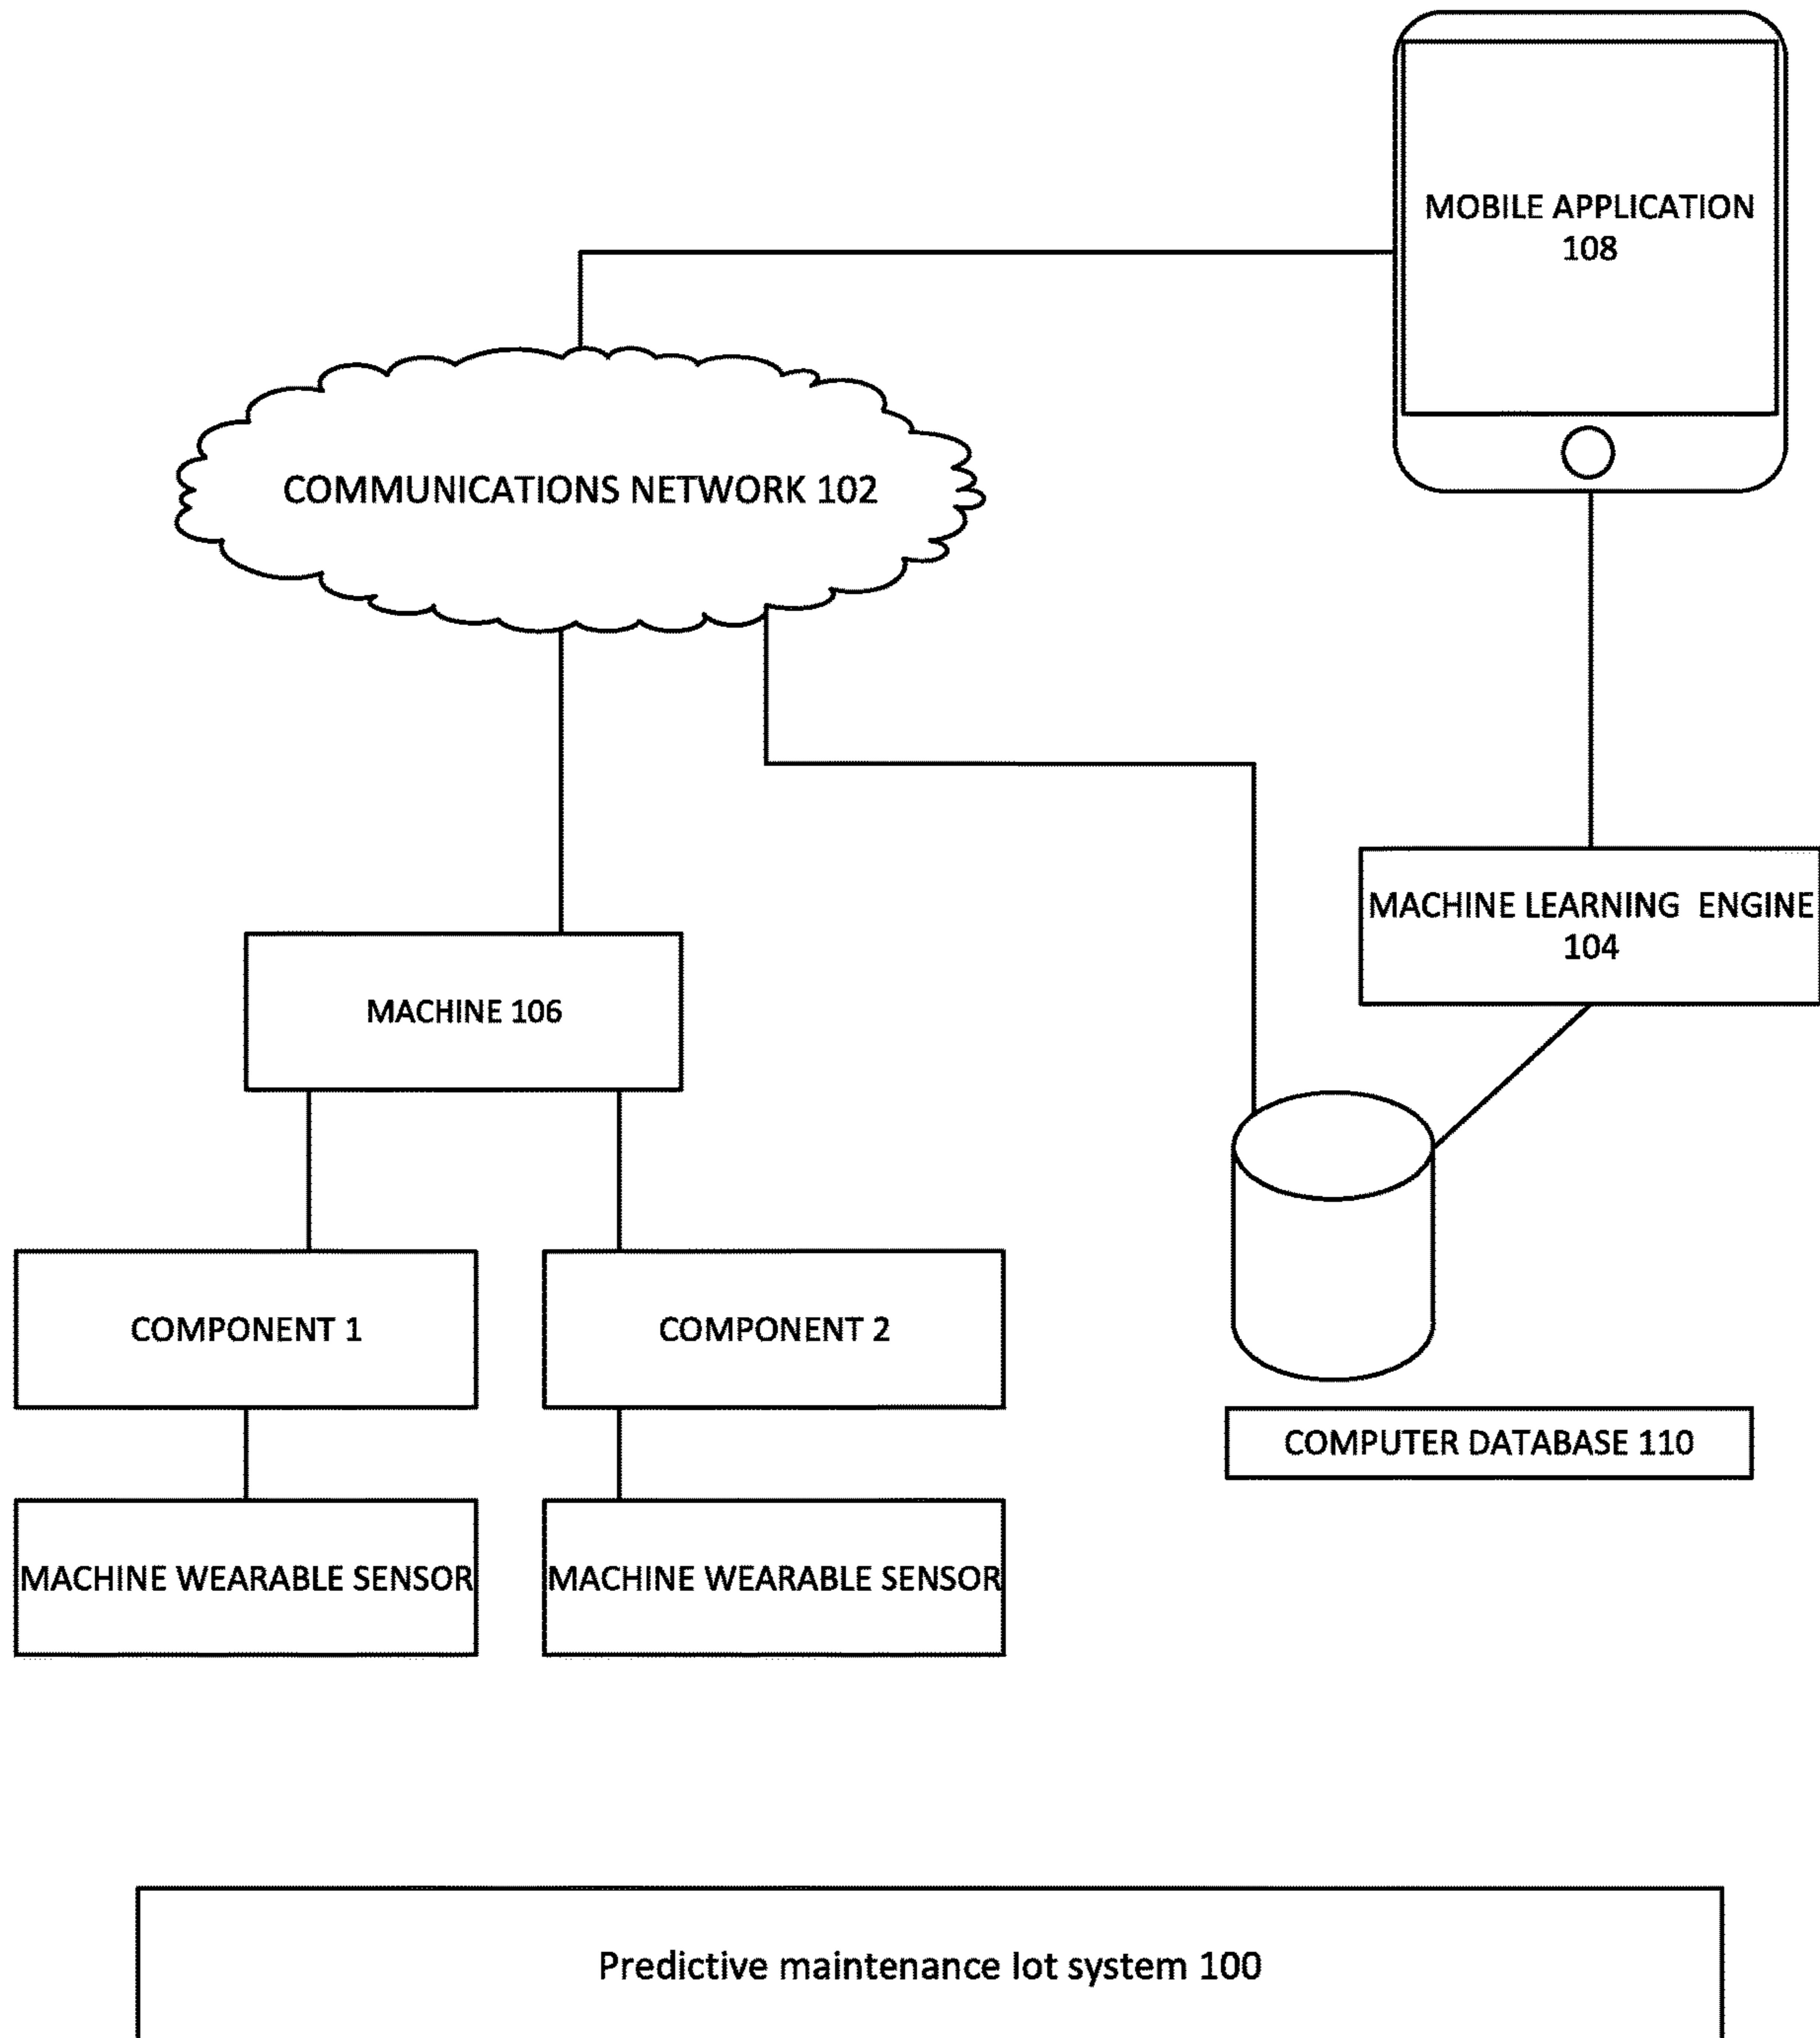 MOBILE APPLICATION
108
COMMUNICATIONS NETWORK 102
MACHINE LEARNING ENGINE
104
MACHINE 106
COMPONENT 1
COMPONENT 2
COMPUTER DATABASE 110
MACHINE WEARABLE SENSOR
MACHINE WEARABLE SENSOR
Predictive maintenance Iot system 100